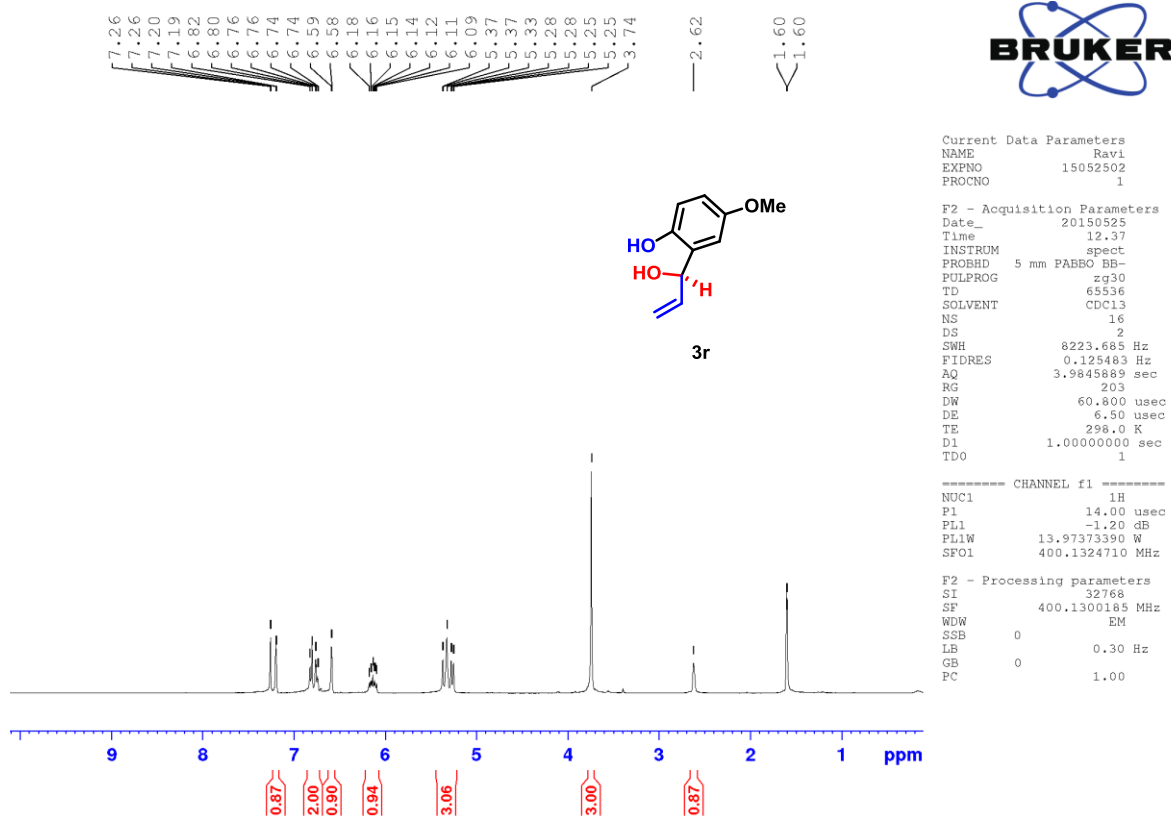 7.26
7.26
7.20
7.19
6.82
6.80
6.76
6.76
6.74
6.74
6.59
6.58
6.18
6.16
6.15
6.14
6.12
6.11
6.09
5.37
5.37
5.33
5.28
5.28
5.25
5.25
3.74
2.62
1.60
1.60
BRUKER
Current Data Parameters
NAME Ravi
EXPNO 15052502
PROCNO 1
F2 - Acquisition Parameters
Date_ 20150525
Time 12.37
INSTRUM spect
PROBHD 5 mm PABBO BB-
PULPROG zg30
TD 65536
SOLVENT CDCl3
NS 16
DS 2
SWH 8223.685 Hz
FIDRES 0.125483 Hz
AQ 3.9845889 sec
RG 203
DW 60.800 usec
DE 6.50 usec
TE 298.0 K
D1 1.00000000 sec
TD0 1
======== CHANNEL f1 ========
NUC1 1H
P1 14.00 usec
PL1 -1.20 dB
PL1W 13.97373390 W
SFO1 400.1324710 MHz
F2 - Processing parameters
SI 32768
SF 400.1300185 MHz
WDW EM
SSB 0
LB 0.30 Hz
GB 0
PC 1.00
OMe
HO
HO
H
3r
9 8 7 6 5 4 3 2 1 ppm
0.87
2.00
0.90
0.94
3.06
3.00
0.87